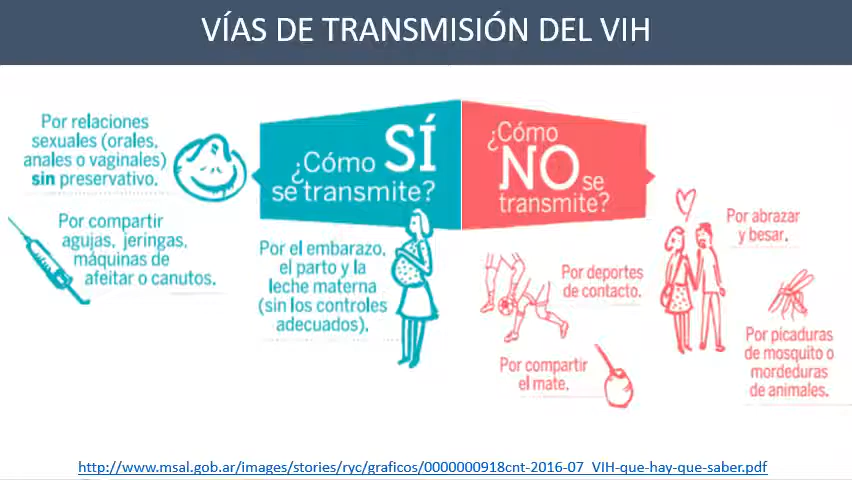 VÍAS DE TRANSMISIÓN DEL VIH
Por relaciones
sexuales (orales,
anales o vaginales)
sin preservativo.
Por compartir
agujas, jeringas,
máquinas de
afeitar o canutos.
¿Cómo SÍ
se transmite?
Por el embarazo,
el parto y la
leche materna
(sin los controles
adecuados).
¿Cómo
NO se
transmite?
Por abrazar
y besar.
Por deportes
de contacto.
Por compartir
el mate.
Por picaduras
de mosquito o
mordeduras
de animales.
http://www.msal.gob.ar/images/stories/ryc/graficos/0000000918cnt-2016-07_VIH-que-hay-que-saber.pdf